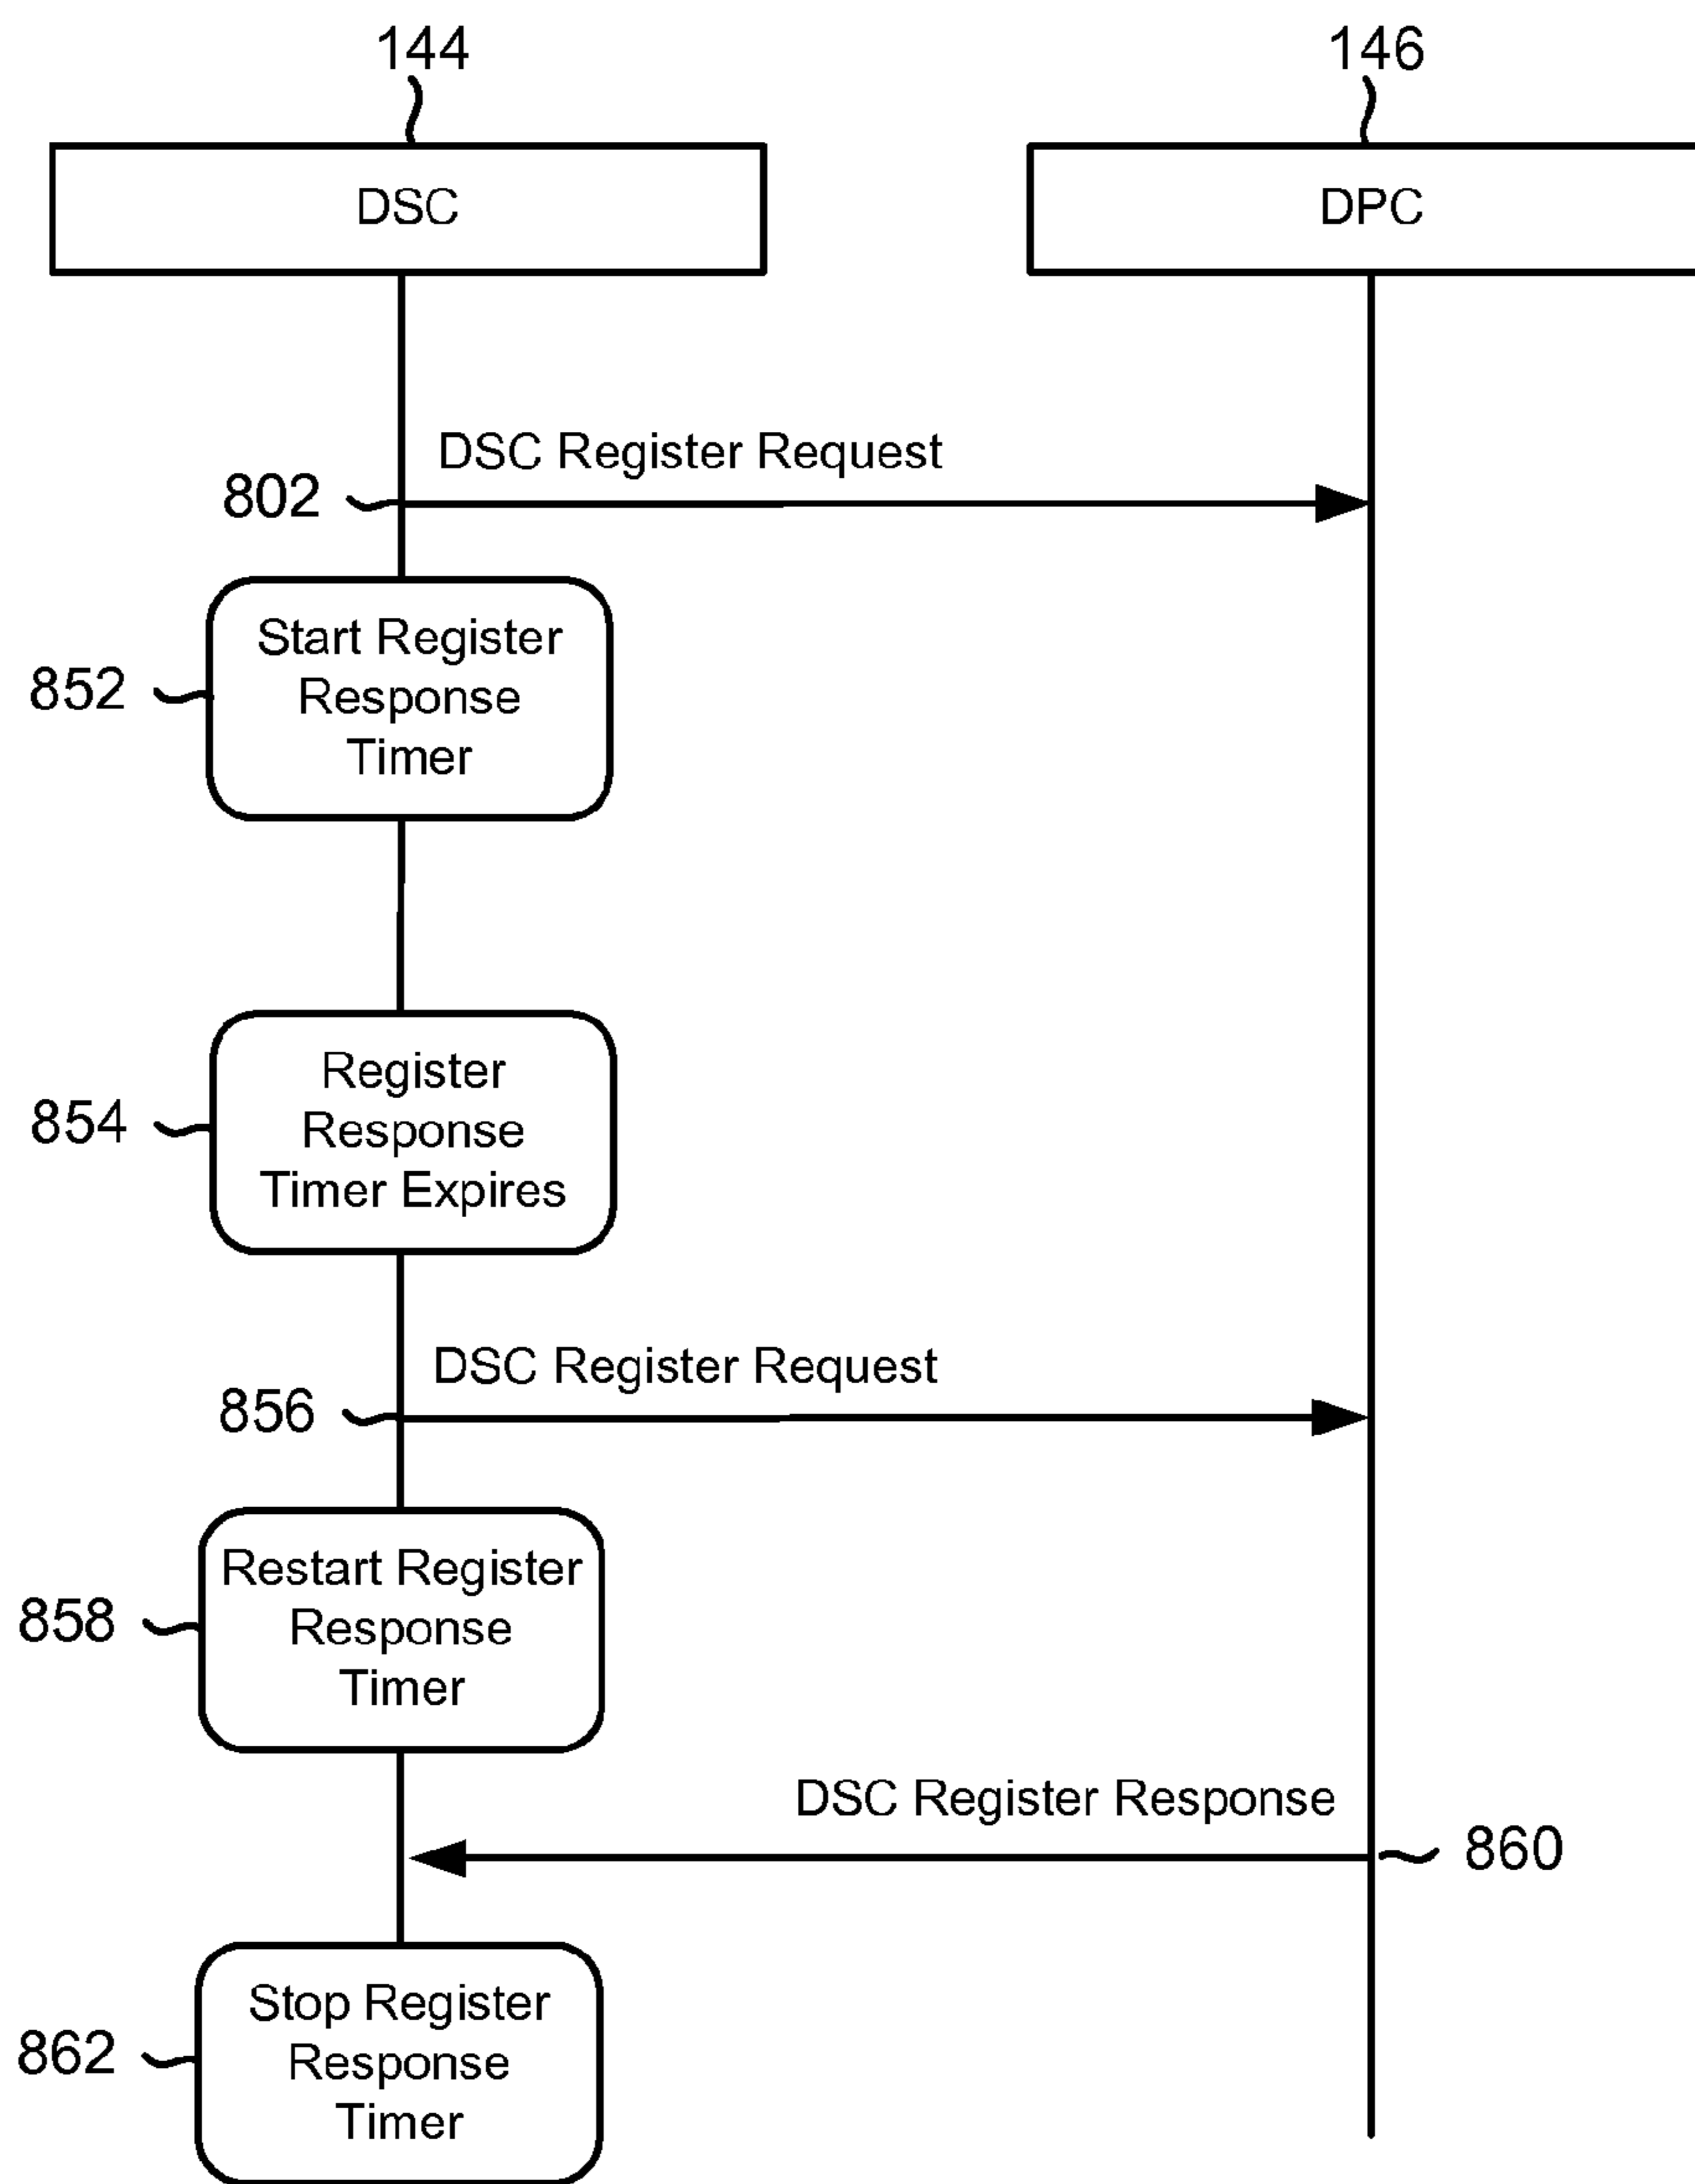 144
146
DSC
DPC
DSC Register Request
802
Start Register
Response
Timer
852
Register
Response
Timer Expires
854
DSC Register Request
856
Restart Register
Response
Timer
858
DSC Register Response
860
Stop Register
Response
Timer
862